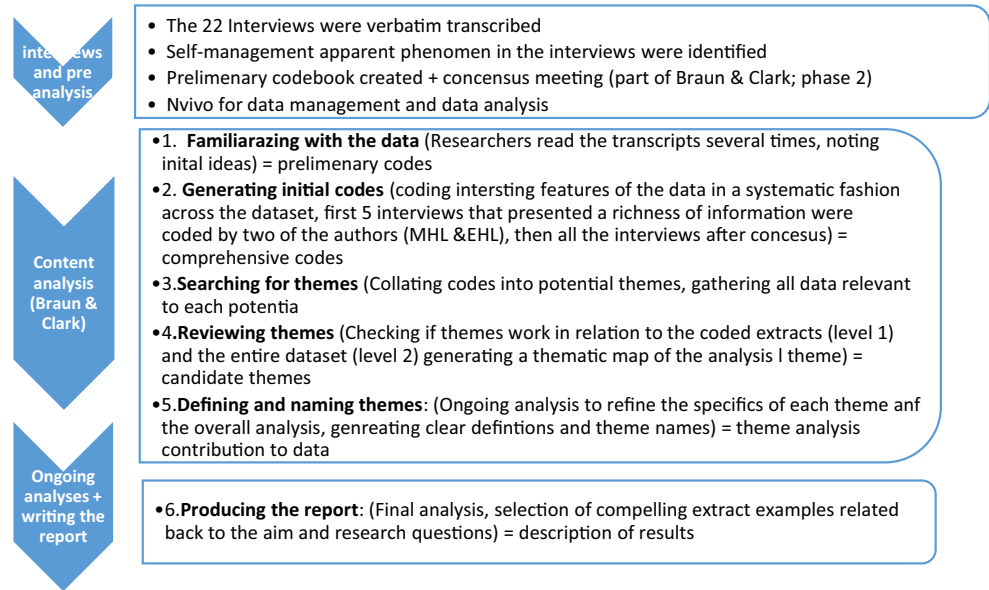 interviews
and pre
analysis
• The 22 Interviews were verbatim transcribed
• Self-management apparent phenomen in the interviews were identified
• Prelimenary codebook created + concensus meeting (part of Braun & Clark; phase 2)
• Nvivo for data management and data analysis
Content
analysis
(Braun &
Clark)
•1. Familiarazing with the data (Researchers read the transcripts several times, noting
inital ideas) = prelimenary codes
•2. Generating initial codes (coding intersting features of the data in a systematic fashion
across the dataset, first 5 interviews that presented a richness of information were
coded by two of the authors (MHL &EHL), then all the interviews after concesus) =
comprehensive codes
•3.Searching for themes (Collating codes into potential themes, gathering all data relevant
to each potentia
•4.Reviewing themes (Checking if themes work in relation to the coded extracts (level 1)
and the entire dataset (level 2) generating a thematic map of the analysis l theme) =
candidate themes
•5.Defining and naming themes: (Ongoing analysis to refine the specifics of each theme anf
the overall analysis, genreating clear defintions and theme names) = theme analysis
contribution to data
Ongoing
analyses +
writing the
report
•6.Producing the report: (Final analysis, selection of compelling extract examples related
back to the aim and research questions) = description of results